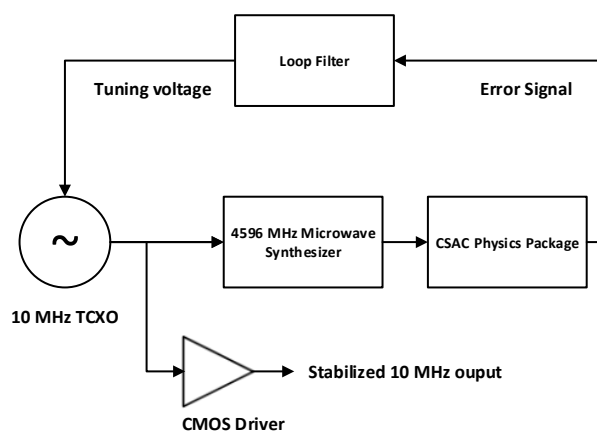 Loop Filter
Tuning voltage
Error Signal
~
4596 MHz Microwave
Synthesizer
CSAC Physics Package
10 MHz TCXO
Stabilized 10 MHz ouput
CMOS Driver